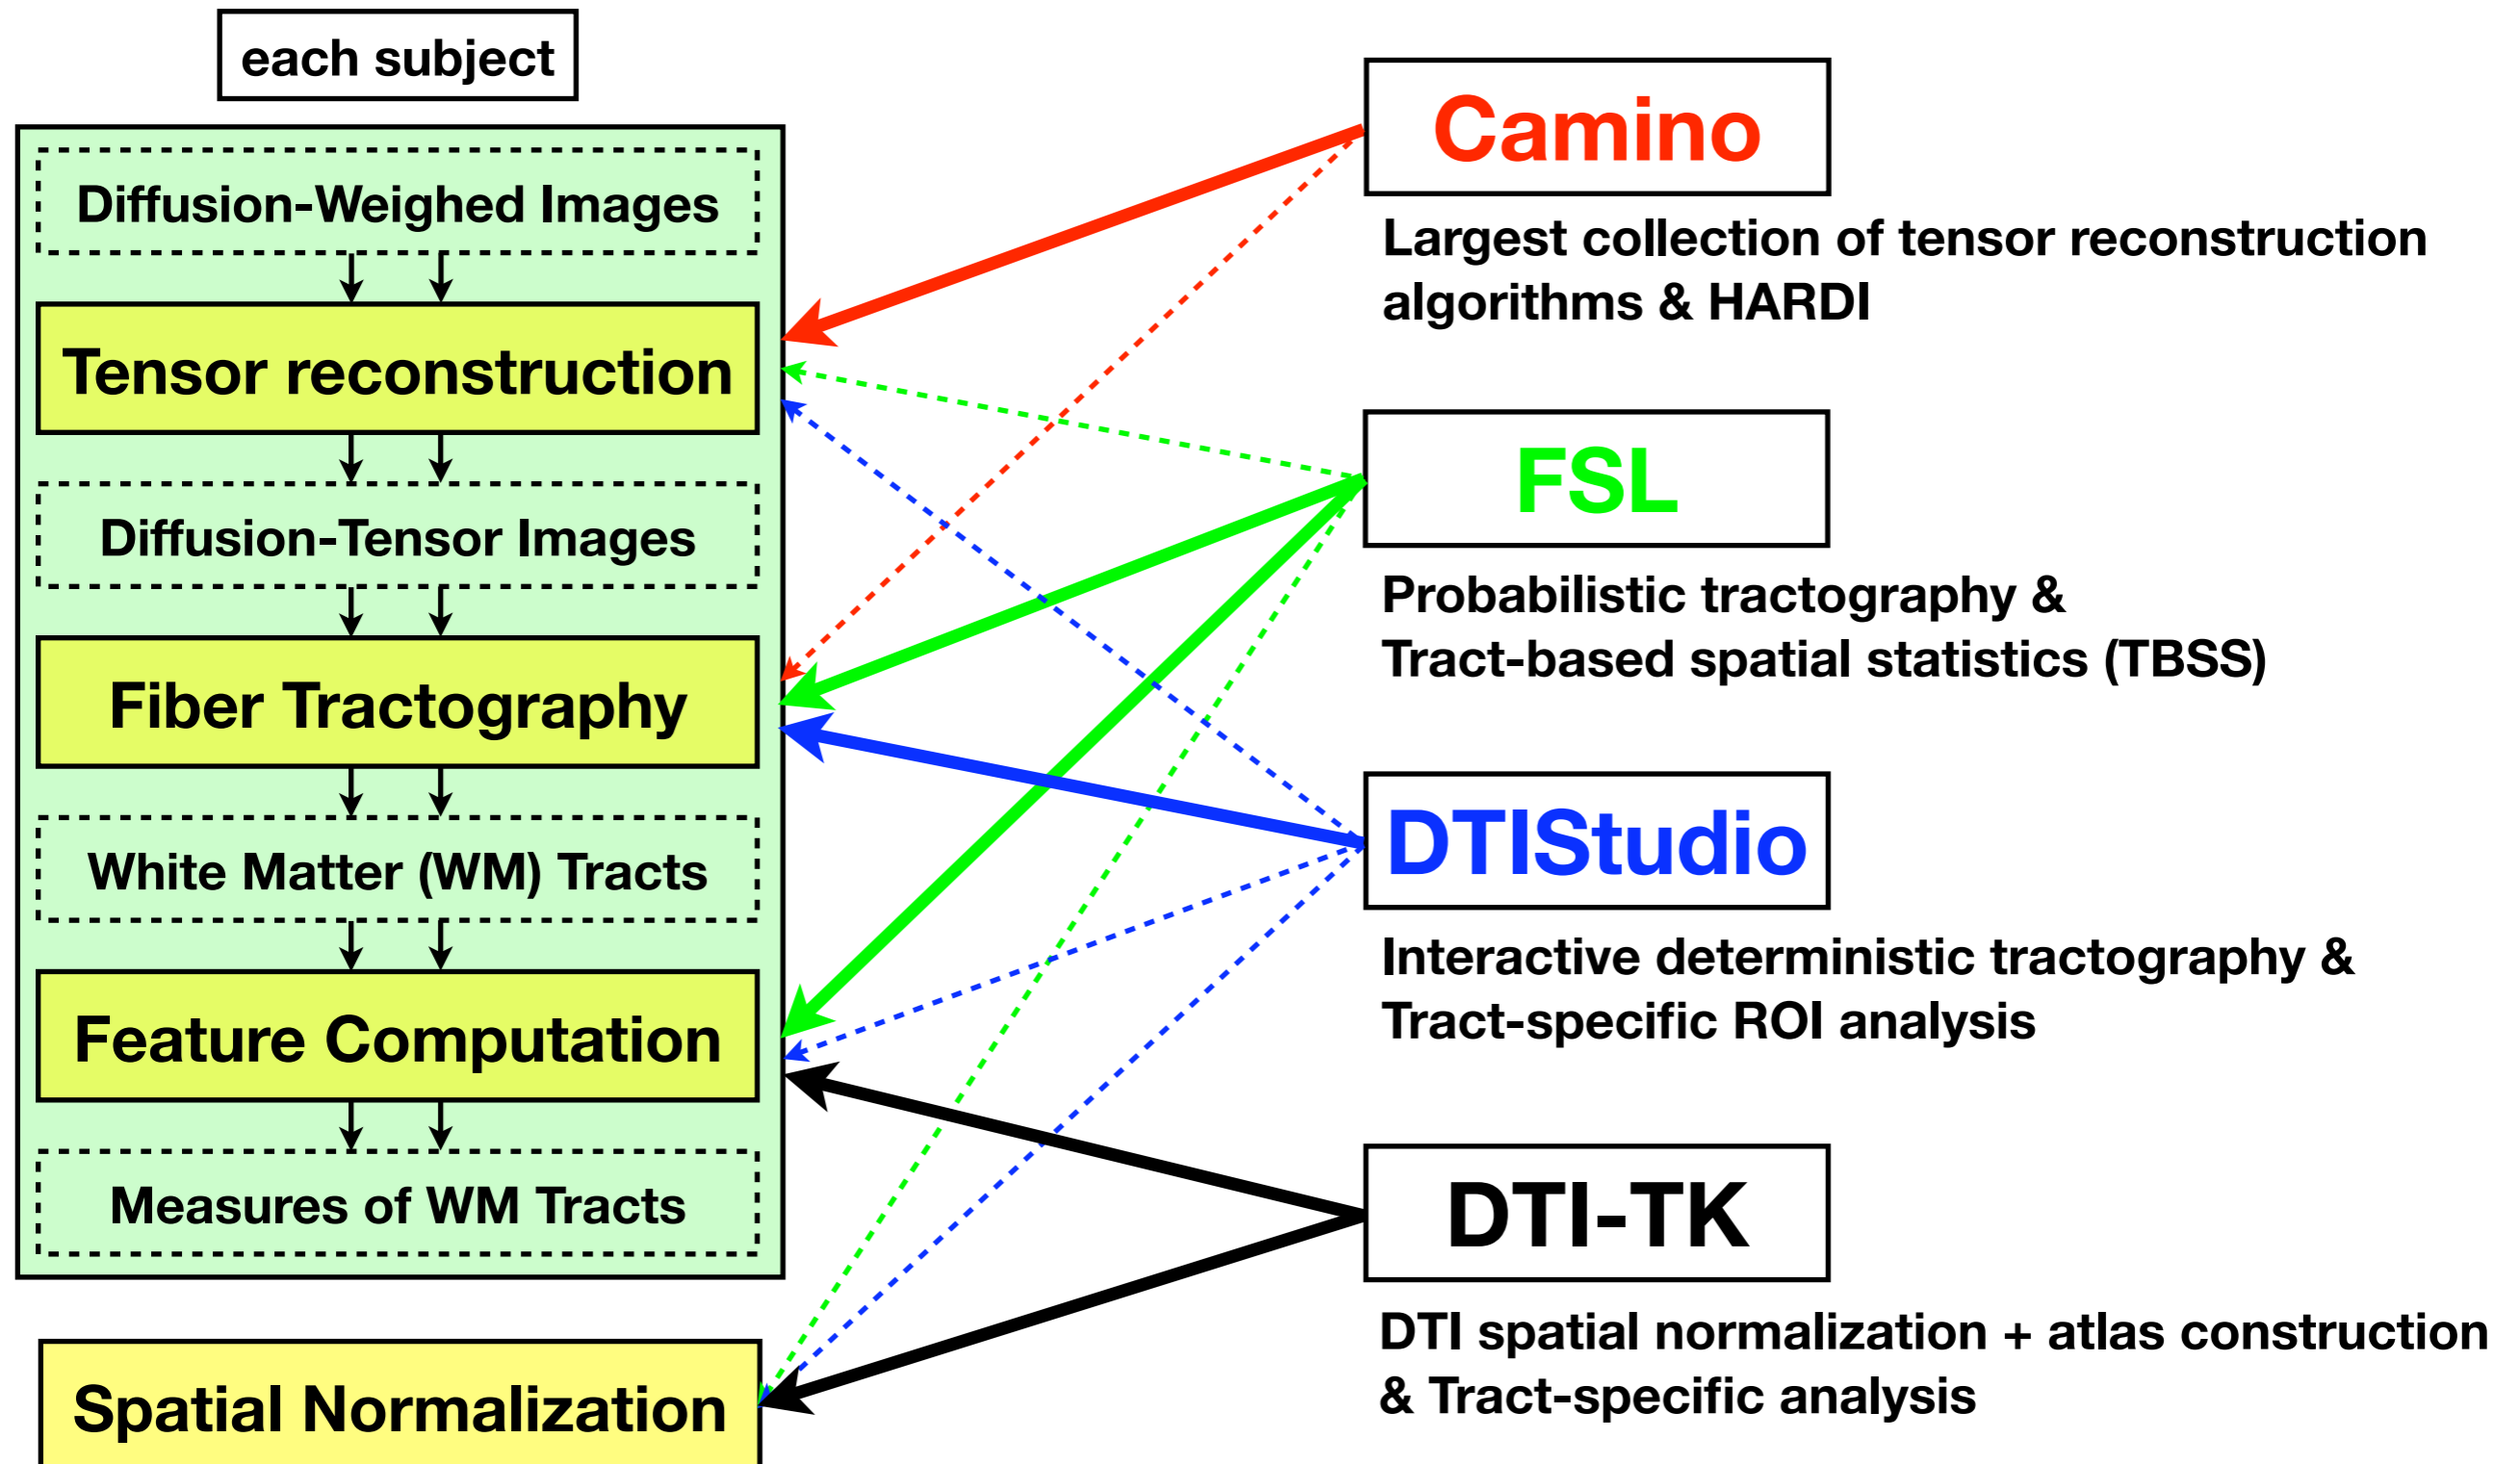 each subject
Diffusion-Weighed Images
Tensor reconstruction
Diffusion-Tensor Images
Fiber Tractography
White Matter (WM) Tracts
Feature Computation
Measures of WM Tracts
Spatial Normalization
Camino
Largest collection of tensor reconstruction
algorithms & HARDI
FSL
Probabilistic tractography &
Tract-based spatial statistics (TBSS)
DTIStudio
Interactive deterministic tractography &
Tract-specific ROI analysis
DTI-TK
DTI spatial normalization + atlas construction
& Tract-specific analysis